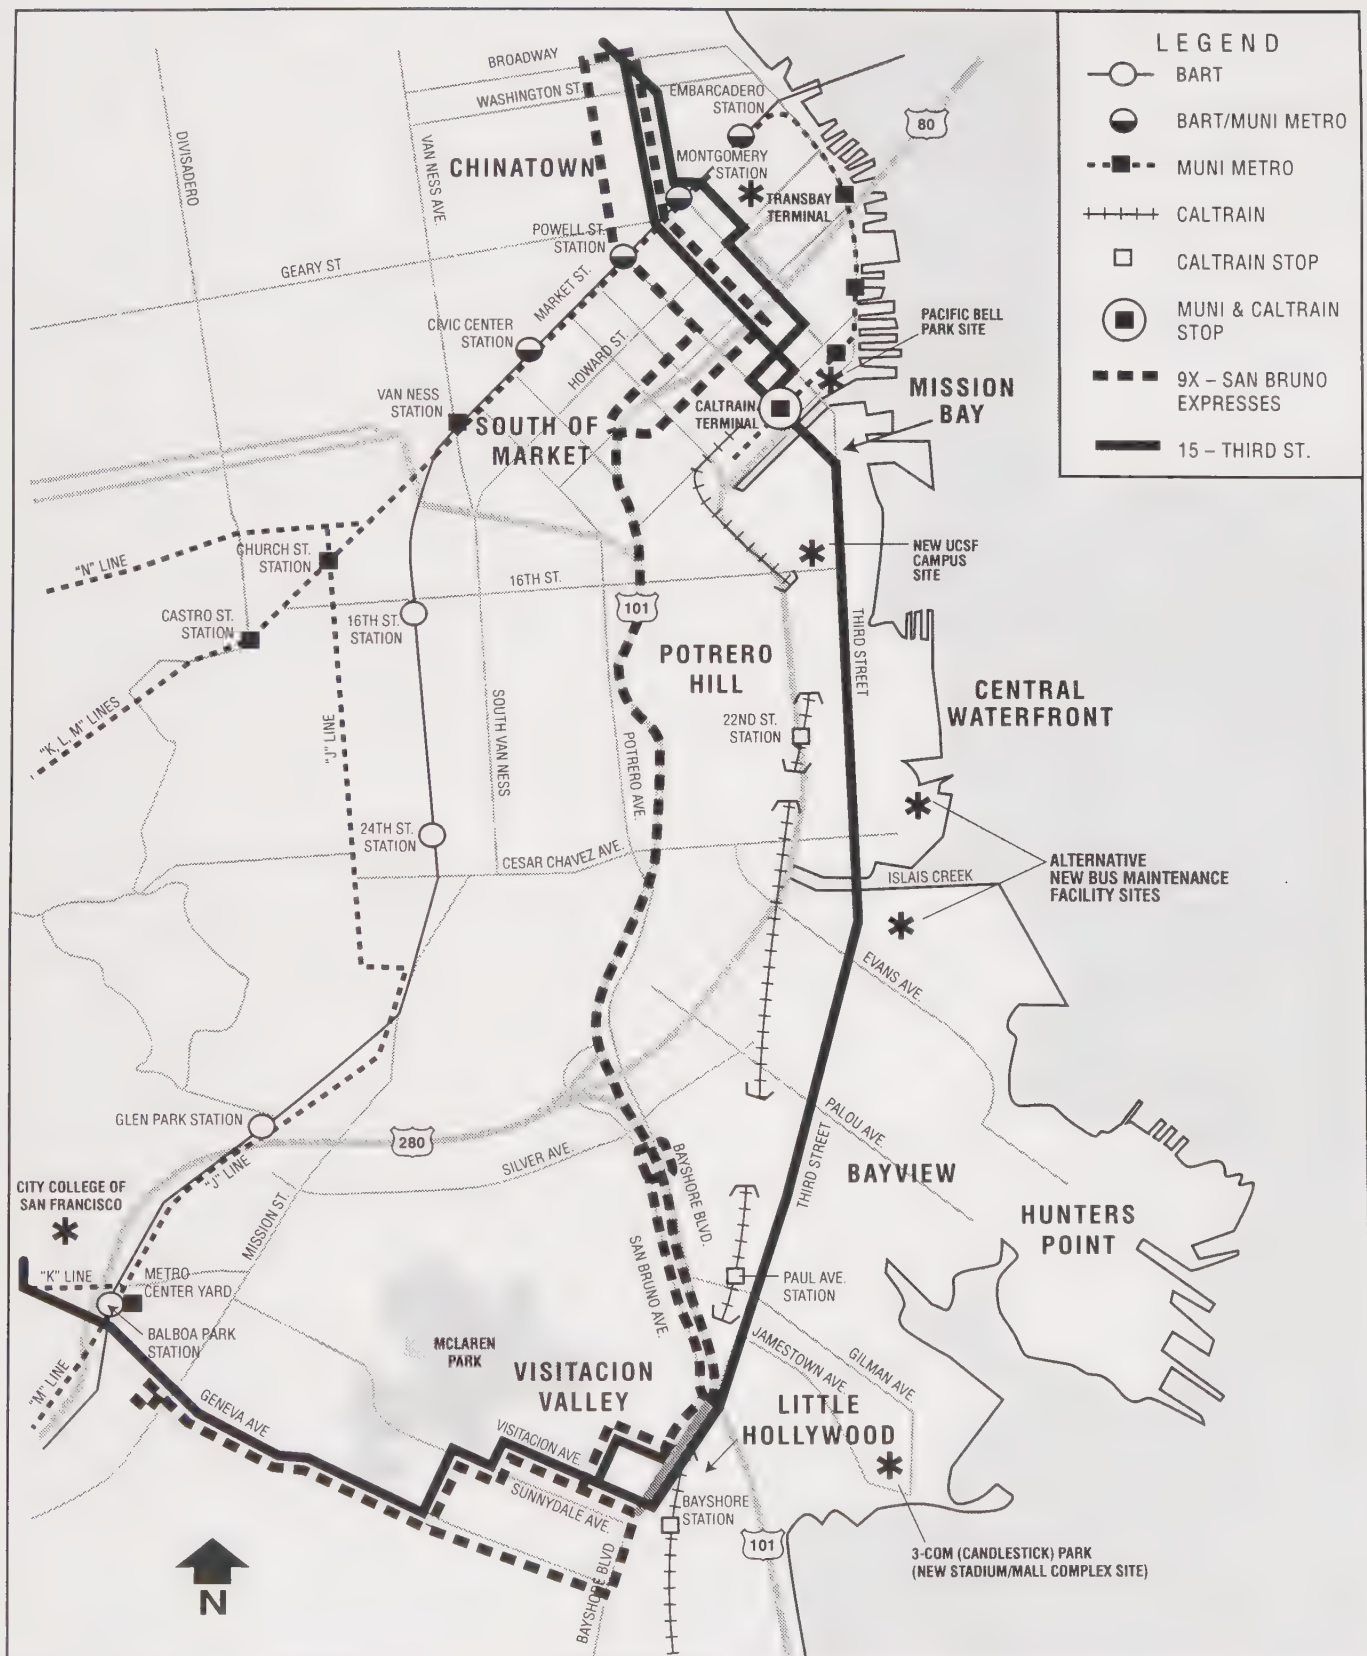 LEGEND
BART
BART/MUNI METRO
MUNI METRO
CALTRAIN
CALTRAIN STOP
MUNI & CALTRAIN
STOP
9X – SAN BRUNO
EXPRESSES
15 – THIRD ST.
BROADWAY
WASHINGTON ST.
EMBARCADERO
STATION
80
DIVISADERO
VAN NESS AVE.
CHINATOWN
MONTGOMERY
STATION
TRANSBAY
TERMINAL
POWELL ST.
STATION
GEARY ST
MARKET ST.
CIVIC CENTER
STATION
HOWARD ST.
PACIFIC BELL
PARK SITE
VAN NESS
STATION
SOUTH OF
MARKET
CALTRAIN
TERMINAL
MISSION
BAY
"N" LINE
CHURCH ST.
STATION
NEW UCSF
CAMPUS
SITE
16TH ST.
CASTRO ST.
STATION
16TH ST.
STATION
101
THIRD STREET
POTRERO
HILL
CENTRAL
WATERFRONT
"K, L, M" LINES
"J" LINE
SOUTH VAN NESS
POTRERO AVE.
22ND ST.
STATION
24TH ST.
STATION
CESAR CHAVEZ AVE.
ISLAIS CREEK
ALTERNATIVE
NEW BUS MAINTENANCE
FACILITY SITES
EVANS AVE.
GLEN PARK STATION
280
SILVER AVE.
BAYSHORE BLVD.
PALOU AVE.
THIRD STREET
BAYVIEW
CITY COLLEGE OF
SAN FRANCISCO
"J" LINE
MISSION ST.
HUNTERS
POINT
"K" LINE
METRO
CENTER YARD
SAN BRUNO AVE.
PAUL AVE.
STATION
BALBOA PARK
STATION
MCLAREN
PARK
JAMESTOWN AVE.
GILMAN AVE.
"M" LINE
GENEVA AVE
VISITACION
VALLEY
VISITACION AVE.
LITTLE
HOLLYWOOD
SUNNYDALE AVE.
BAYSHORE
STATION
BAYSHORE BLVD
101
3-COM (CANDLESTICK) PARK
(NEW STADIUM/MALL COMPLEX SITE)
N